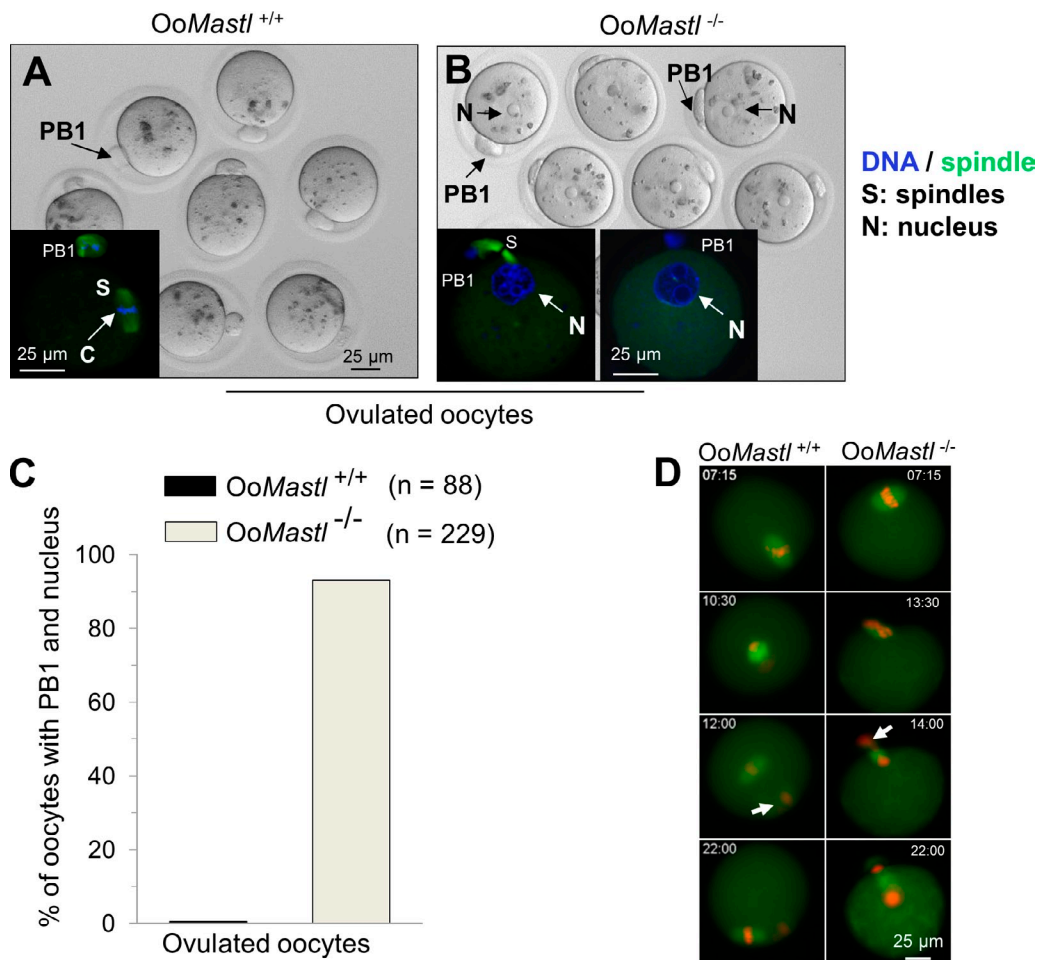 OoMastl +/+
OoMastl -/-
A
PB1
PB1
S
C
25 µm
25 µm
B
PB1
N
N
PB1
S
PB1
N
PB1
N
25 µm
DNA / spindle
S: spindles
N: nucleus
Ovulated oocytes
C
OoMastl +/+ (n = 88)
OoMastl -/- (n = 229)
% of oocytes with PB1 and nucleus
100
80
60
40
20
0
Ovulated oocytes
D
OoMastl +/+
OoMastl -/-
07:15
07:15
10:30
13:30
12:00
14:00
22:00
22:00
25 µm